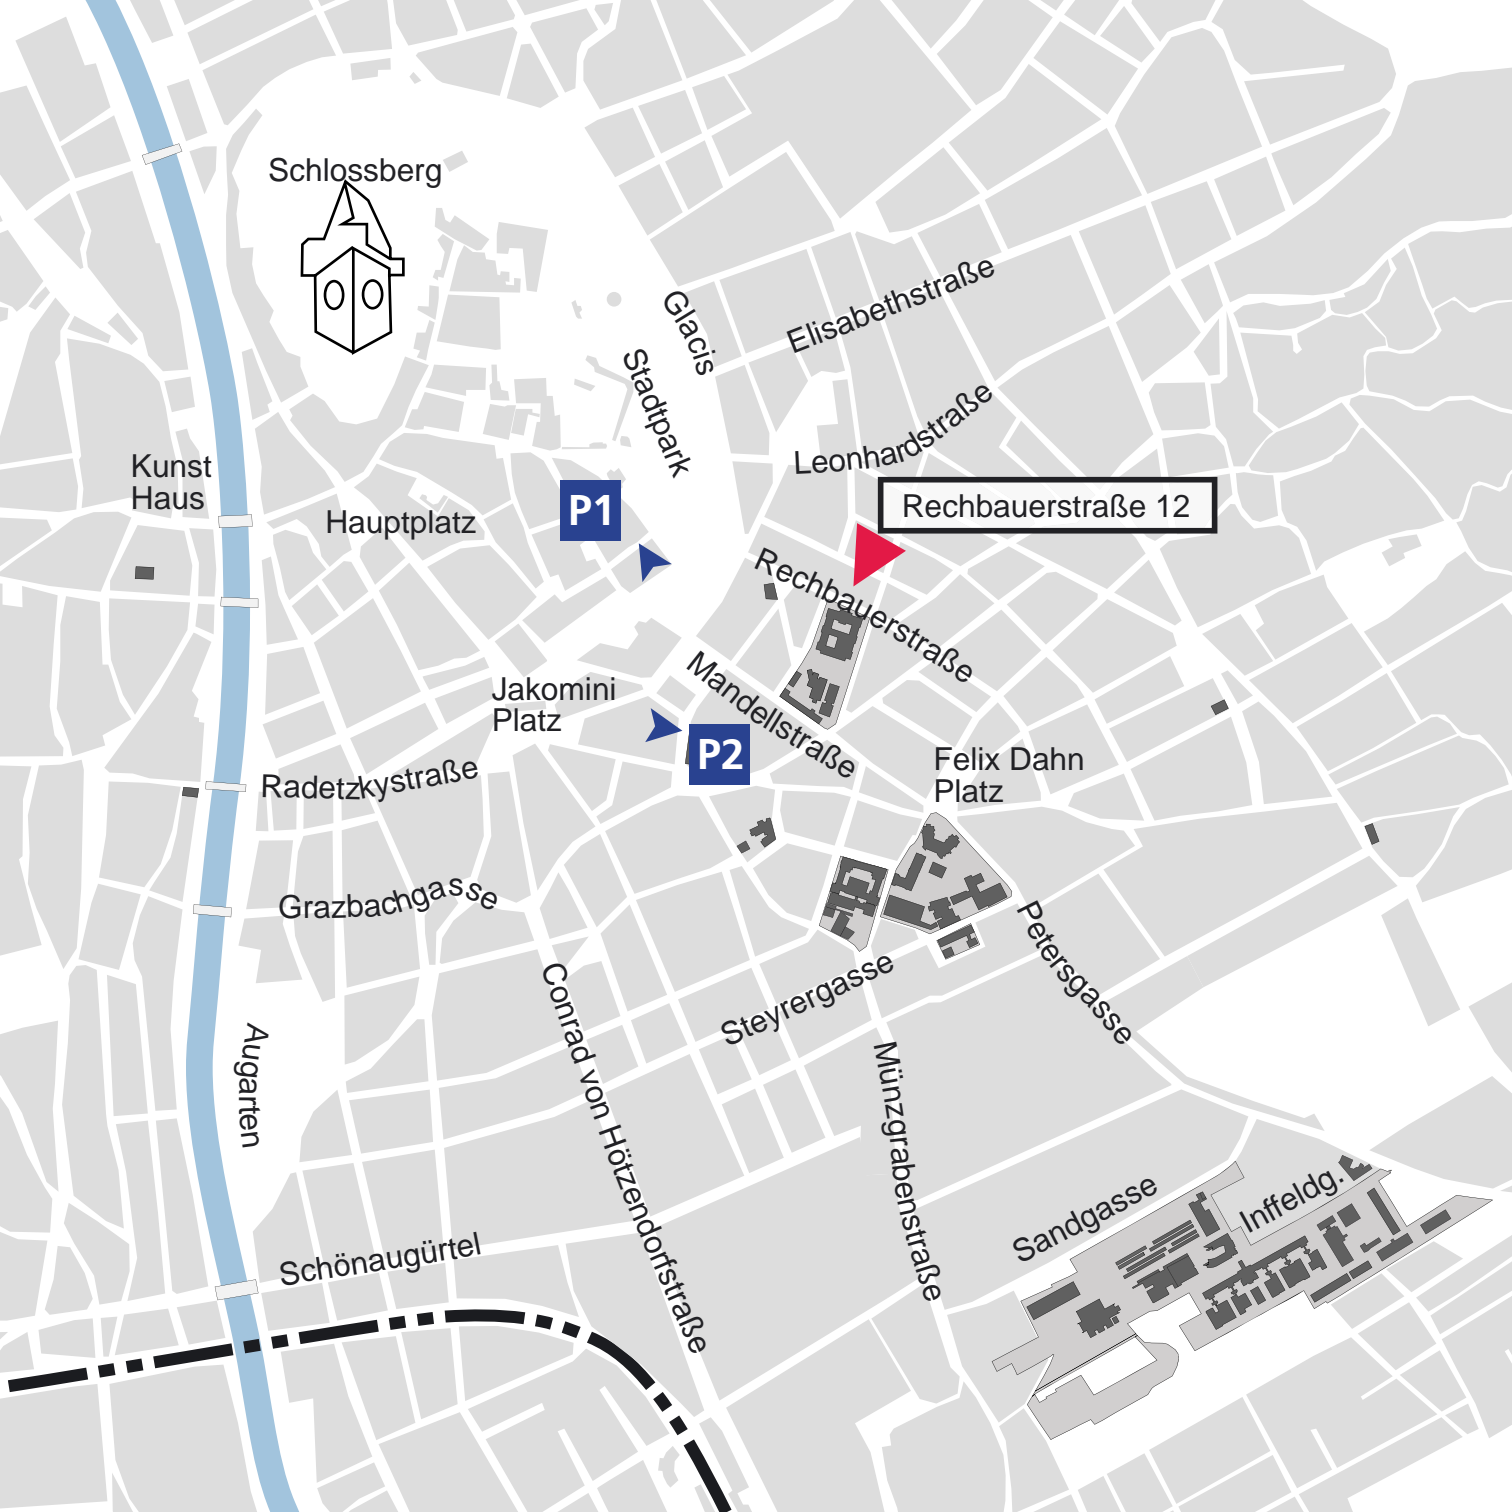 Schlossberg
Glacis
Elisabethstraße
Stadtpark
Leonhardstraße
Kunst
Haus
Hauptplatz
P1
Rechbauerstraße 12
Rechbauerstraße
Mandellstraße
Jakomini
Platz
P2
Felix Dahn
Platz
Radetzkystraße
Grazbachgasse
Petersgasse
Steyrergasse
Conrad von Hötzendorfstraße
Augarten
Münzgrabenstraße
Sandgasse
Inffeldg.
Schönaugürtel